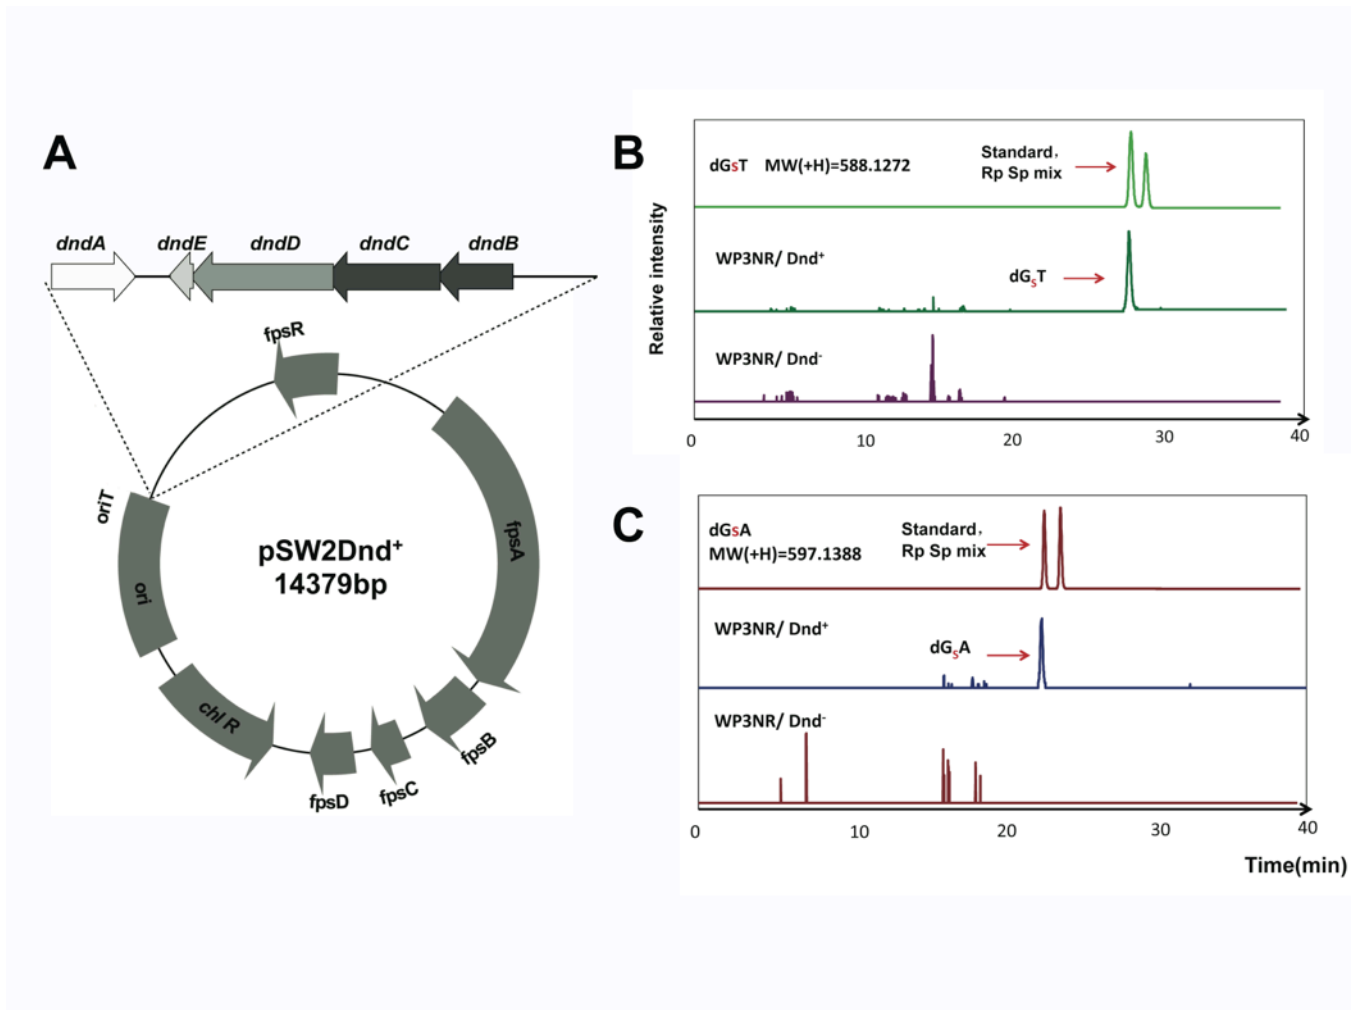 A
dndA
dndE
dndD
dndC
dndB
fpsR
oriT
ori
fpsA
pSW2Dnd⁺
14379bp
chl R
fpsB
fpsC
fpsD
B
Relative intensity
dGsT MW(+H)=588.1272
Standard,
Rp Sp mix
WP3NR/ Dnd⁺
dGsT
WP3NR/ Dnd⁻
0 10 20 30 40
C
dGsA
MW(+H)=597.1388
Standard,
Rp Sp mix
WP3NR/ Dnd⁺
dGsA
WP3NR/ Dnd⁻
0 10 20 30 40
Time(min)